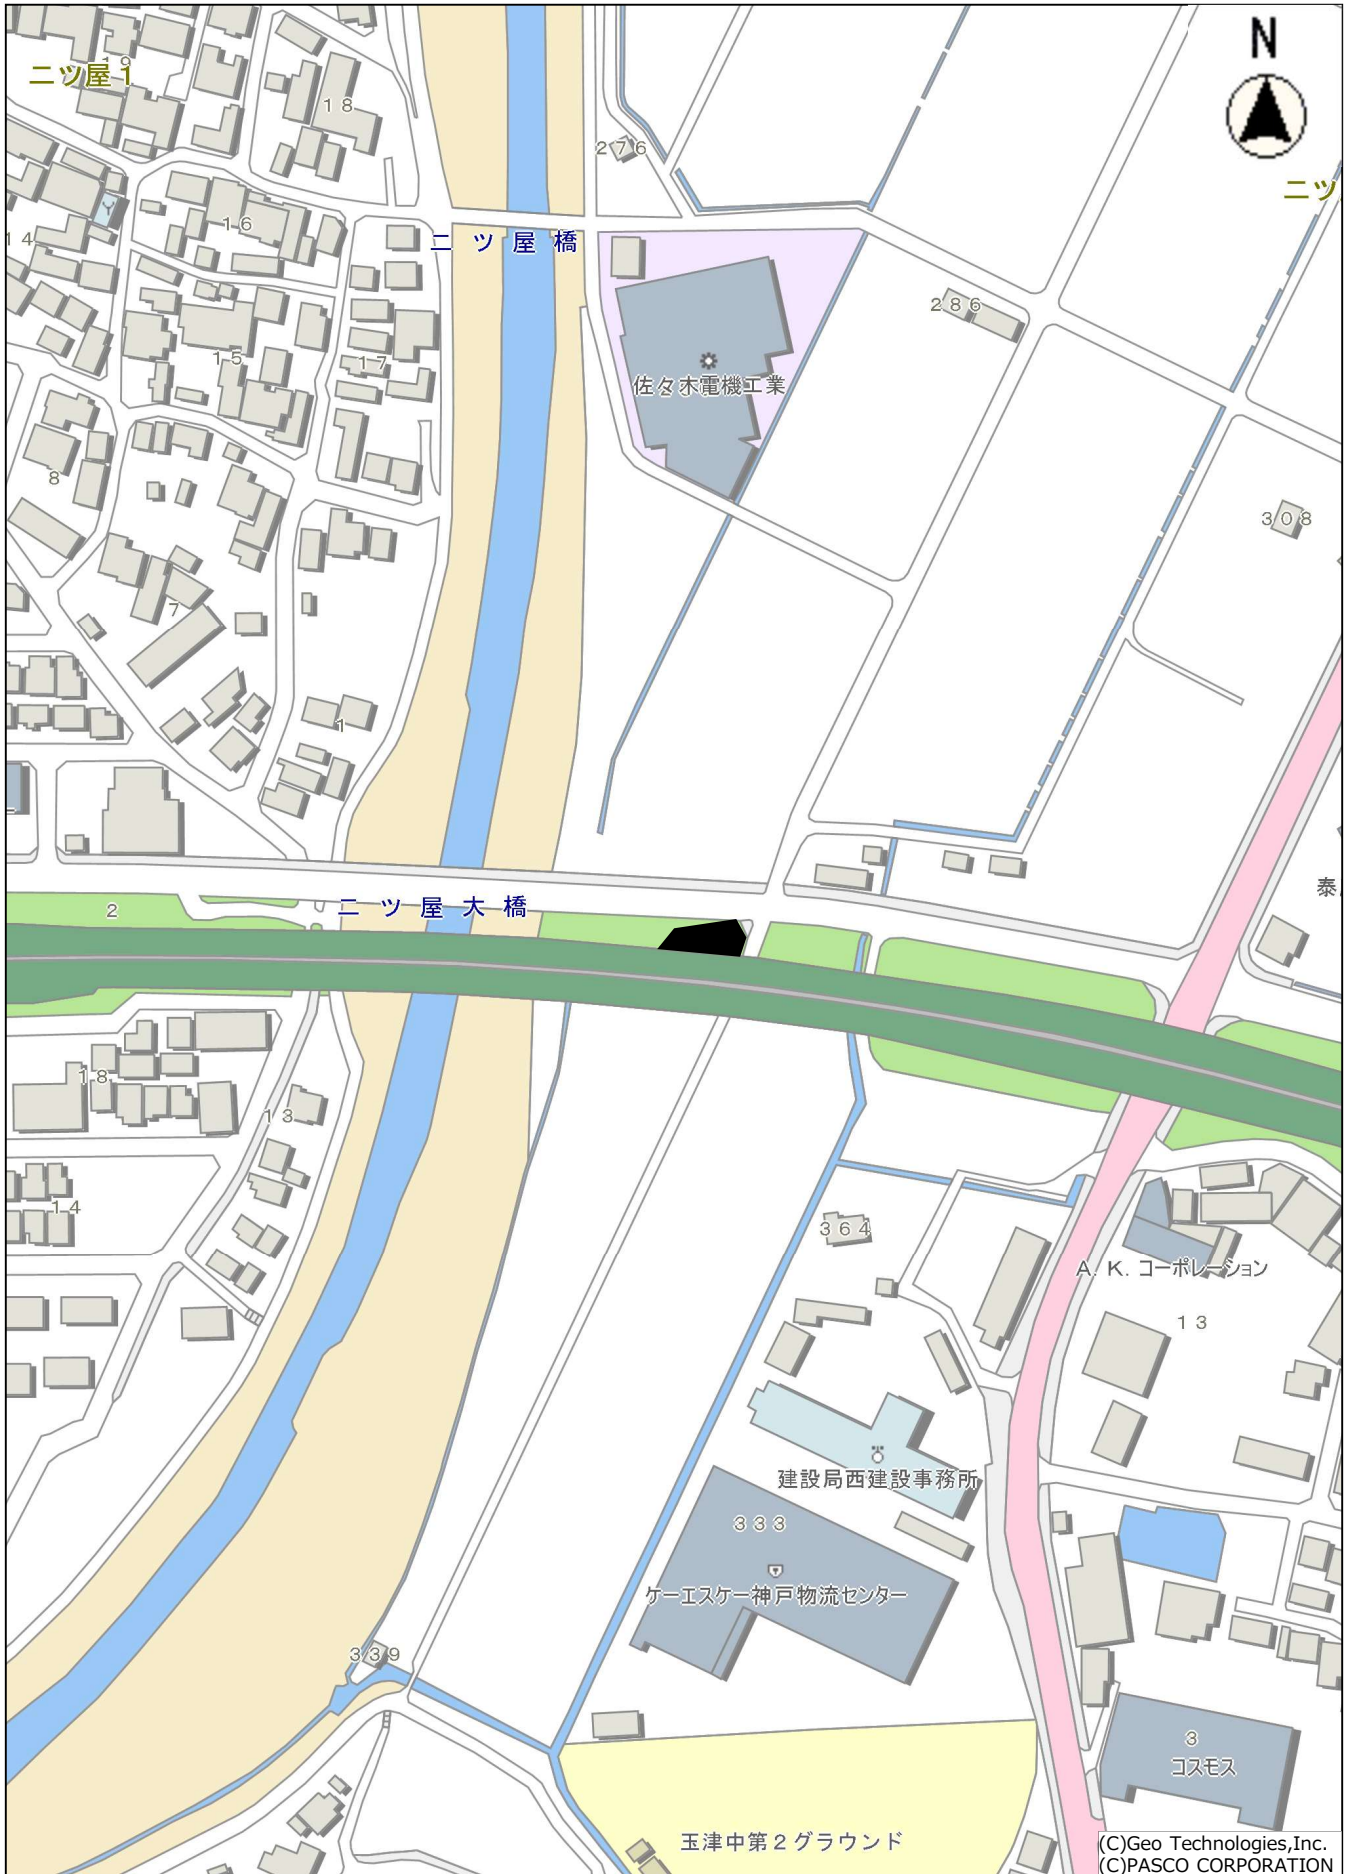 N
二ツ屋1
19
18
276
二ツ
16
14
二ツ屋橋
286
15
17
佐々木電機工業
8
308
7
1
泰
2
二ツ屋大橋
18
13
14
364
A. K. コーポレーション
13
建設局西建設事務所
333
ケーエスケー神戸物流センター
339
3
コスモス
玉津中第2グラウンド
(C)Geo Technologies,Inc.
(C)PASCO CORPORATION